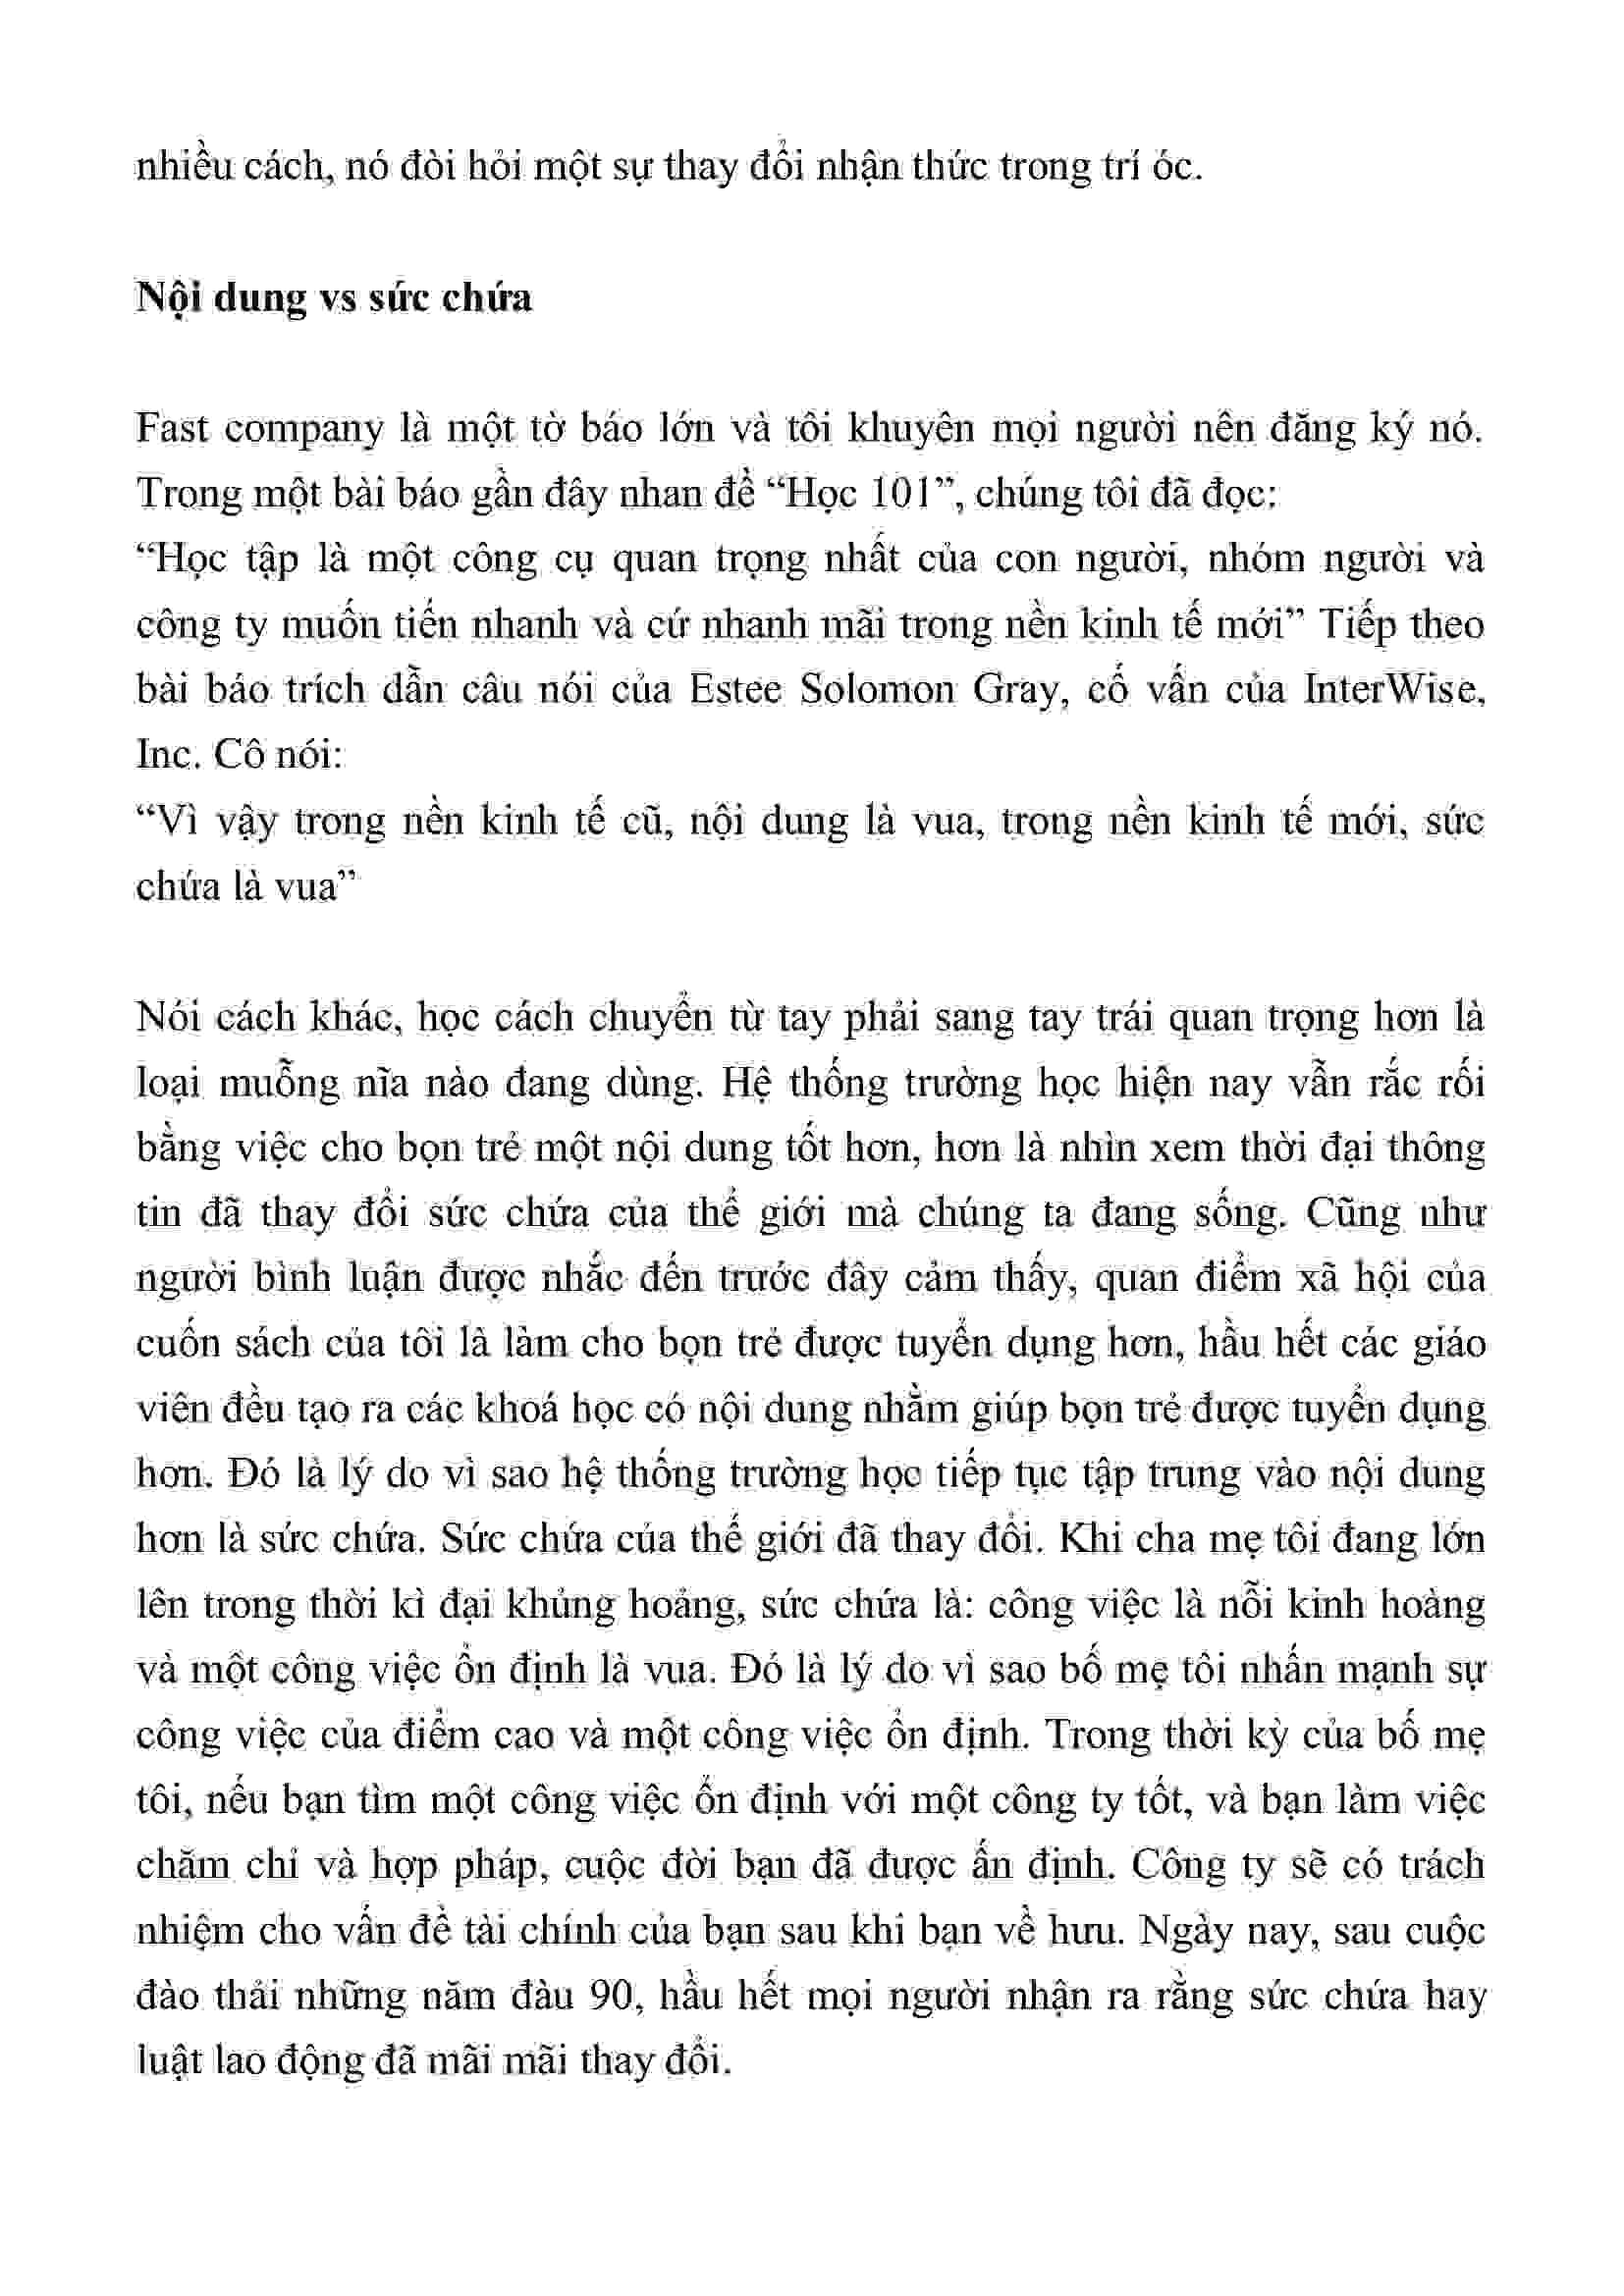 nhiều cách, nó đòi hỏi một sự thay đổi nhận thức trong trí óc.
Nội dung vs sức chứa
Fast company là một tờ báo lớn và tôi khuyên mọi người nên đăng ký nó.
Trong một bài báo gần đây nhan đề “Học 101”, chúng tôi đã đọc:
“Học tập là một công cụ quan trọng nhất của con người, nhóm người và
công ty muốn tiến nhanh và cứ nhanh mãi trong nền kinh tế mới” Tiếp theo
bài báo trích dẫn câu nói của Estee Solomon Gray, cố vấn của InterWise,
Inc. Cô nói:
“Vì vậy trong nền kinh tế cũ, nội dung là vua, trong nền kinh tế mới, sức
chứa là vua”
Nói cách khác, học cách chuyển từ tay phải sang tay trái quan trọng hơn là
loại muỗng nĩa nào đang dùng. Hệ thống trường học hiện nay vẫn rắc rối
bằng việc cho bọn trẻ một nội dung tốt hơn, hơn là nhìn xem thời đại thông
tin đã thay đổi sức chứa của thế giới mà chúng ta đang sống. Cũng như
người bình luận được nhắc đến trước đây cảm thấy, quan điểm xã hội của
cuốn sách của tôi là làm cho bọn trẻ được tuyển dụng hơn, hầu hết các giáo
viên đều tạo ra các khoá học có nội dung nhằm giúp bọn trẻ được tuyển dụng
hơn. Đó là lý do vì sao hệ thống trường học tiếp tục tập trung vào nội dung
hơn là sức chứa. Sức chứa của thế giới đã thay đổi. Khi cha mẹ tôi đang lớn
lên trong thời kì đại khủng hoảng, sức chứa là: công việc là nỗi kinh hoàng
và một công việc ổn định là vua. Đó là lý do vì sao bố mẹ tôi nhấn mạnh sự
công việc của điểm cao và một công việc ổn định. Trong thời kỳ của bố mẹ
tôi, nếu bạn tìm một công việc ổn định với một công ty tốt, và bạn làm việc
chăm chỉ và hợp pháp, cuộc đời bạn đã được ấn định. Công ty sẽ có trách
nhiệm cho vấn đề tài chính của bạn sau khi bạn về hưu. Ngày nay, sau cuộc
đào thải những năm đàu 90, hầu hết mọi người nhận ra rằng sức chứa hay
luật lao động đã mãi mãi thay đổi.